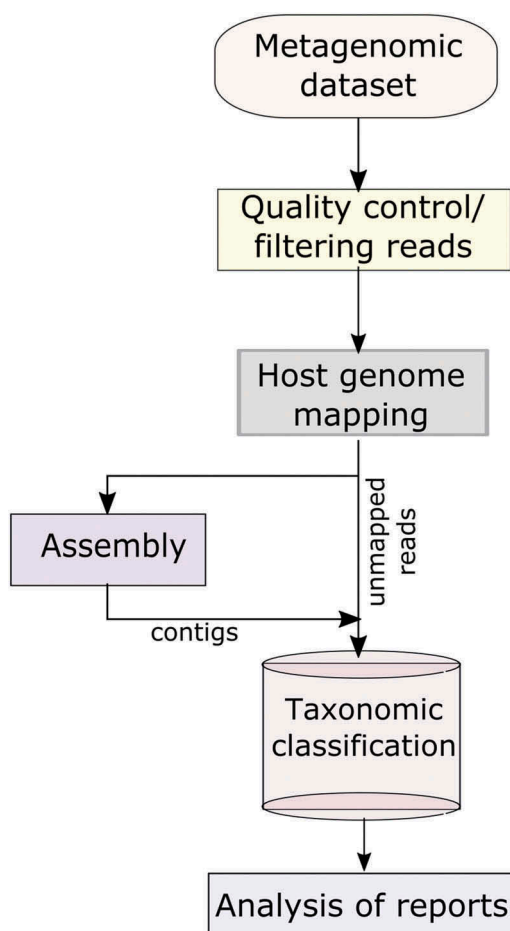 Metagenomic
dataset
Quality control/
filtering reads
Host genome
mapping
unmapped
reads
Assembly
contigs
Taxonomic
classification
Analysis of reports